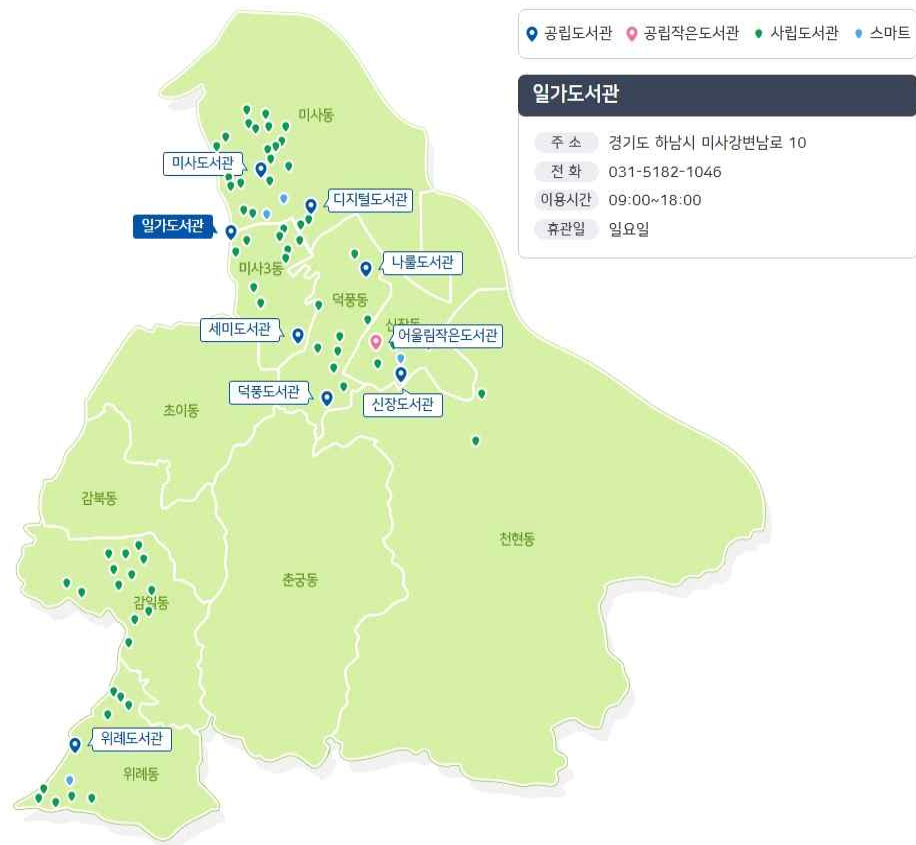 공립도서관 공립작은도서관 사립도서관 스마트
일가도서관
주 소 경기도 하남시 미사강변남로 10
전 화 031-5182-1046
이용시간 09:00~18:00
휴관일 일요일
미사동
미사도서관
디지털도서관
일가도서관
나룰도서관
미사3동
덕풍동
신장동
세미도서관
어울림작은도서관
덕풍도서관
신장도서관
초이동
감북동
천현동
춘궁동
감일동
위례도서관
위례동